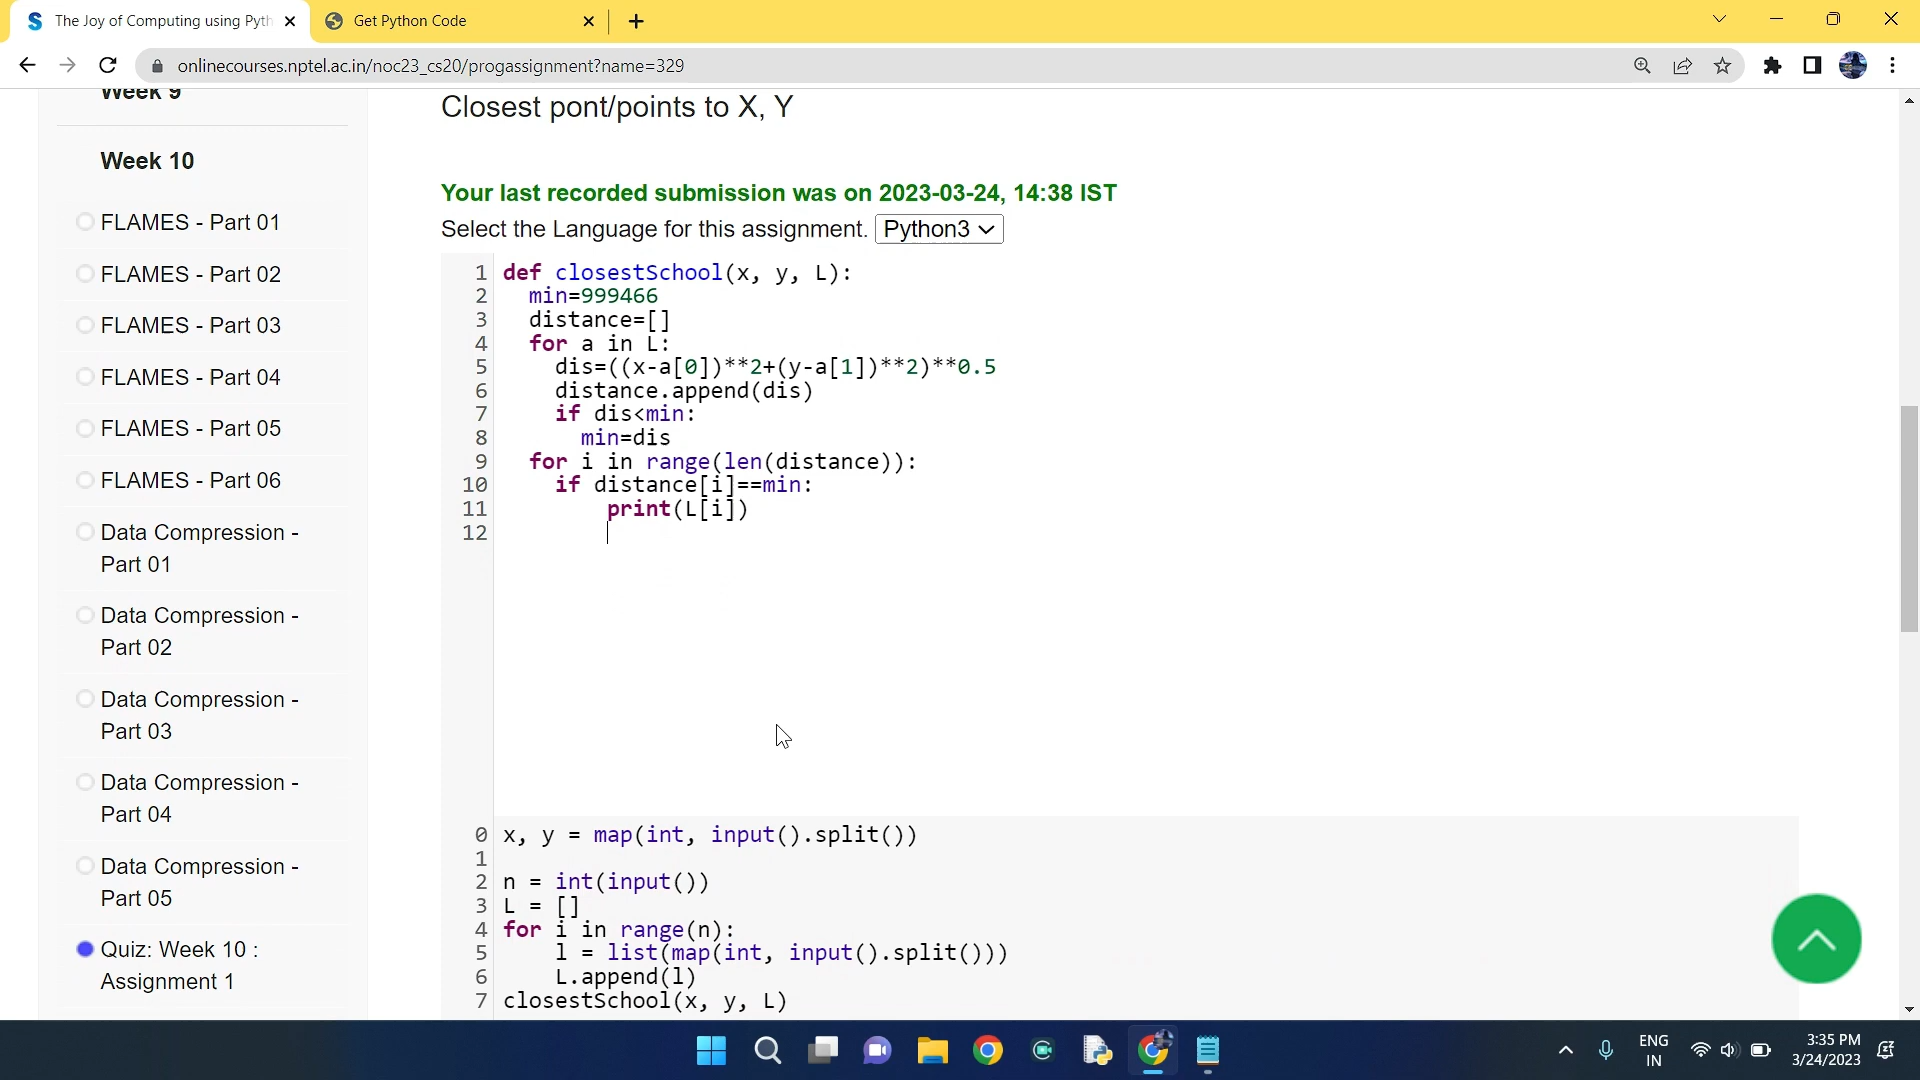 The Joy of Computing using Pyth
Get Python Code
onlinecourses.nptel.ac.in/noc23_cs20/progassignment?name=329
Week 9
Week 10
FLAMES - Part 01
FLAMES - Part 02
FLAMES - Part 03
FLAMES - Part 04
FLAMES - Part 05
FLAMES - Part 06
Data Compression -
Part 01
Data Compression -
Part 02
Data Compression -
Part 03
Data Compression -
Part 04
Data Compression -
Part 05
Quiz: Week 10 :
Assignment 1
Closest pont/points to X, Y
Your last recorded submission was on 2023-03-24, 14:38 IST
Select the Language for this assignment. Python3
1 def closestSchool(x, y, L):
2 min=999466
3 distance=[]
4 for a in L:
5 dis=((x-a[0])**2+(y-a[1])**2)**0.5
6 distance.append(dis)
7 if dis<min:
8 min=dis
9 for i in range(len(distance)):
10 if distance[i]==min:
11 print(L[i])
12
0 x, y = map(int, input().split())
1
2 n = int(input())
3 L = []
4 for i in range(n):
5 l = list(map(int, input().split()))
6 L.append(l)
7 closestSchool(x, y, L)
ENG
IN
3:35 PM
3/24/2023